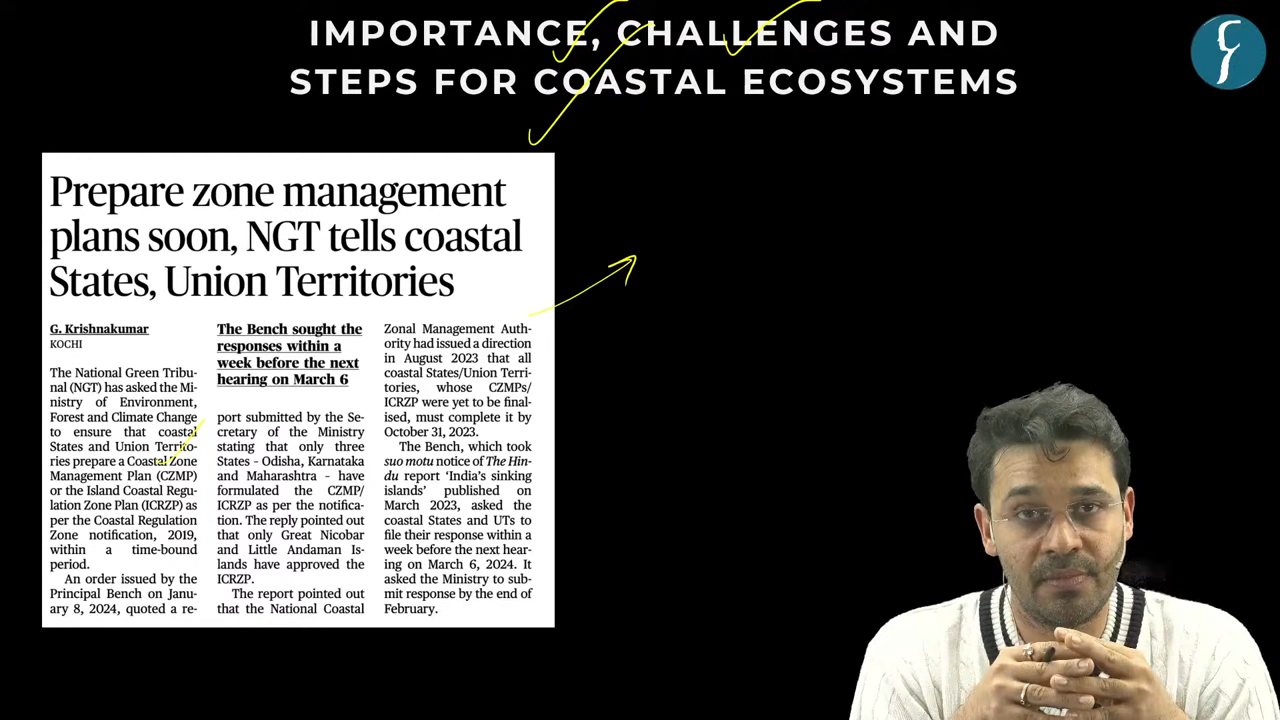 IMPORTANCE, CHALLENGES AND
STEPS FOR COASTAL ECOSYSTEMS
Prepare zone management
plans soon, NGT tells coastal
States, Union Territories
G. Krishnakumar
KOCHI
The National Green Tribu-
nal (NGT) has asked the Mi-
nistry of Environment,
Forest and Climate Change
to ensure that coastal
States and Union Territo-
ries prepare a Coastal Zone
Management Plan (CZMP)
or the Island Coastal Regu-
lation Zone Plan (ICRZP) as
per the Coastal Regulation
Zone notification, 2019,
within a time-bound
period.
An order issued by the
Principal Bench on Janu-
ary 8, 2024, quoted a re-
The Bench sought the
responses within a
week before the next
hearing on March 6
port submitted by the Se-
cretary of the Ministry
stating that only three
States – Odisha, Karnataka
and Maharashtra – have
formulated the CZMP/
ICRZP as per the notifica-
tion. The reply pointed out
that only Great Nicobar
and Little Andaman Is-
lands have approved the
ICRZP.
The report pointed out
that the National Coastal
Zonal Management Auth-
ority had issued a direction
in August 2023 that all
coastal States/Union Terri-
tories, whose CZMPs/
ICRZP were yet to be final-
ised, must complete it by
October 31, 2023.
The Bench, which took
suo motu notice of The Hin-
du report ‘India’s sinking
islands’ published on
March 2023, asked the
coastal States and UTs to
file their response within a
week before the next hear-
ing on March 6, 2024. It
asked the Ministry to sub-
mit response by the end of
February.